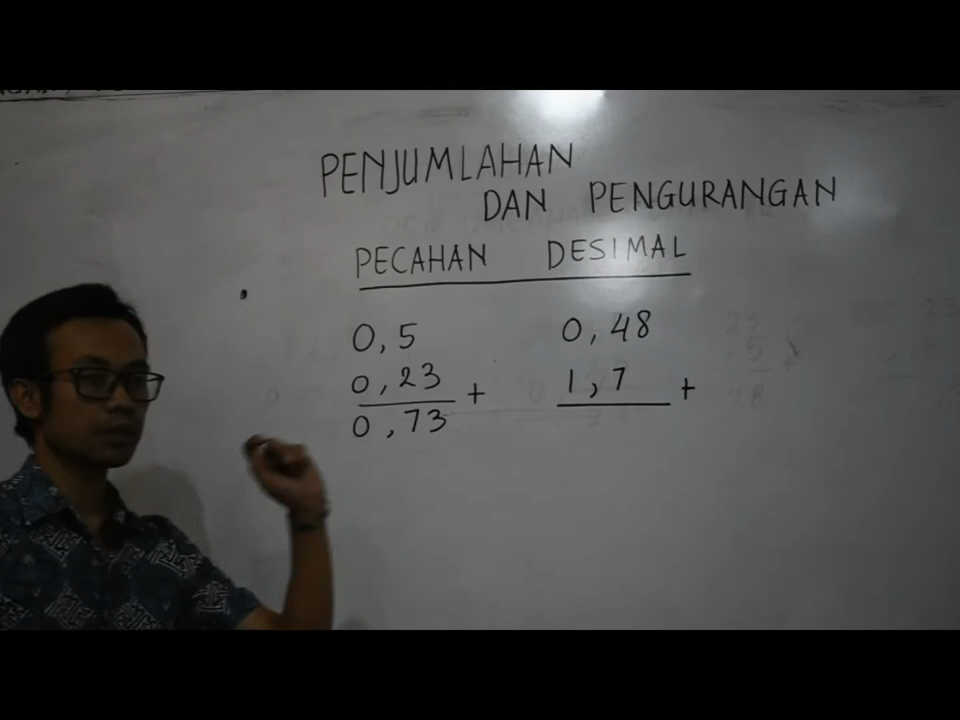 PENJUMLAHAN
DAN PENGURANGAN
PECAHAN DESIMAL
0,5 0,48
0,23 + 1,7 +
0,73